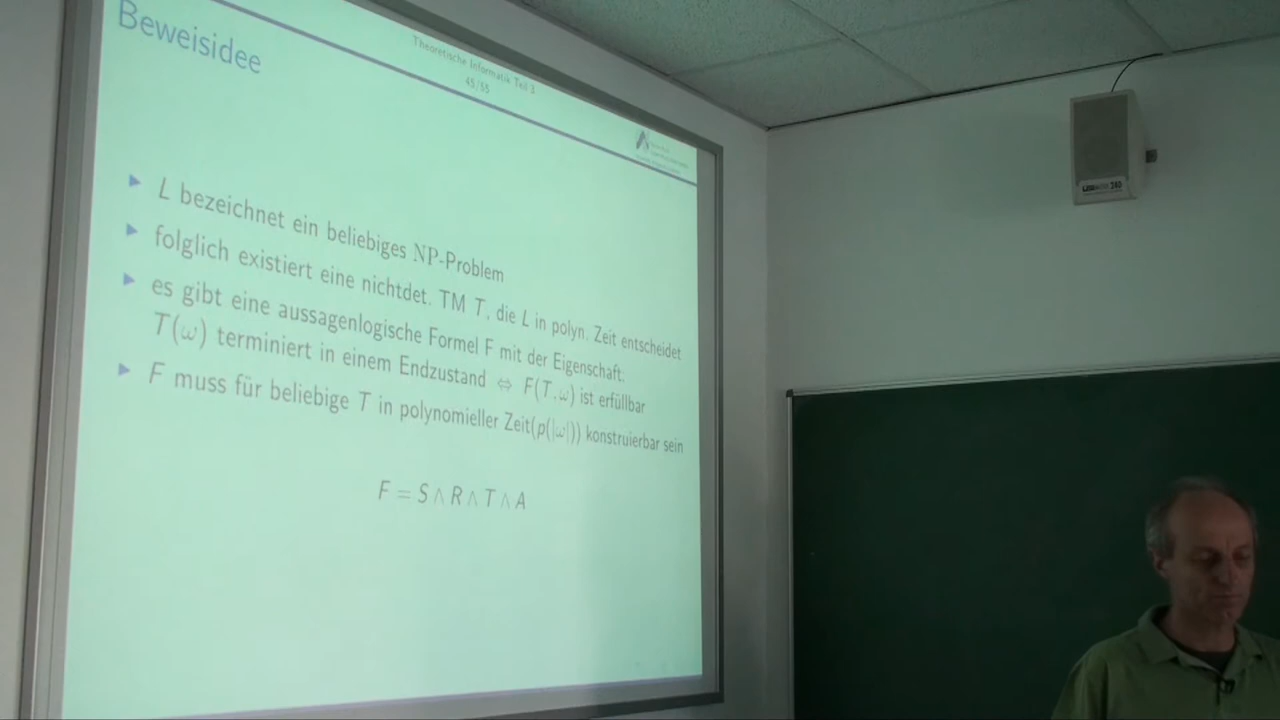 Beweisidee
Theoretische Informatik Teil 3
45/55
L bezeichnet ein beliebiges NP-Problem
folglich existiert eine nichtdet. TM T, die L in polyn. Zeit entscheidet
es gibt eine aussagenlogische Formel F mit der Eigenschaft:
T(ω) terminiert in einem Endzustand ⇔ F(T,ω) ist erfüllbar
F muss für beliebige T in polynomieller Zeit(p(|ω|)) konstruierbar sein
F = S ∧ R ∧ T ∧ A